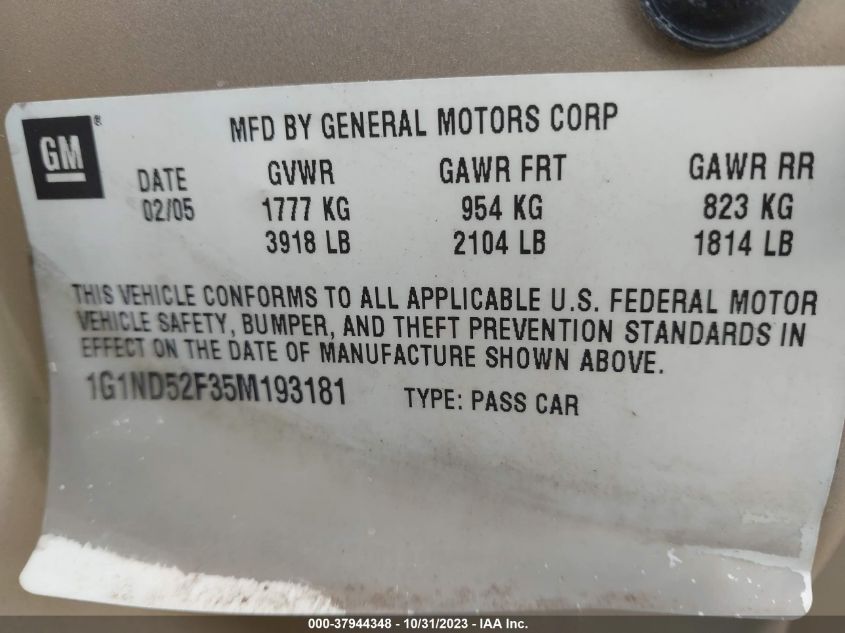 GM®
MFD BY GENERAL MOTORS CORP
DATE GVWR GAWR FRT GAWR RR
02/05 1777 KG 954 KG 823 KG
3918 LB 2104 LB 1814 LB
THIS VEHICLE CONFORMS TO ALL APPLICABLE U.S. FEDERAL MOTOR
VEHICLE SAFETY, BUMPER, AND THEFT PREVENTION STANDARDS IN
EFFECT ON THE DATE OF MANUFACTURE SHOWN ABOVE.
1G1ND52F35M193181 TYPE: PASS CAR
000-37944348 - 10/31/2023 - IAA Inc.